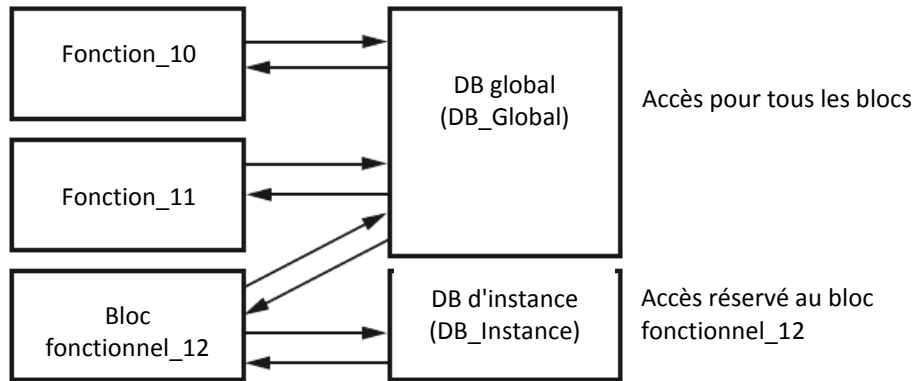 Fonction_10
DB global
(DB_Global)
Accès pour tous les blocs
Fonction_11
Bloc
fonctionnel_12
DB d'instance
(DB_Instance)
Accès réservé au bloc
fonctionnel_12